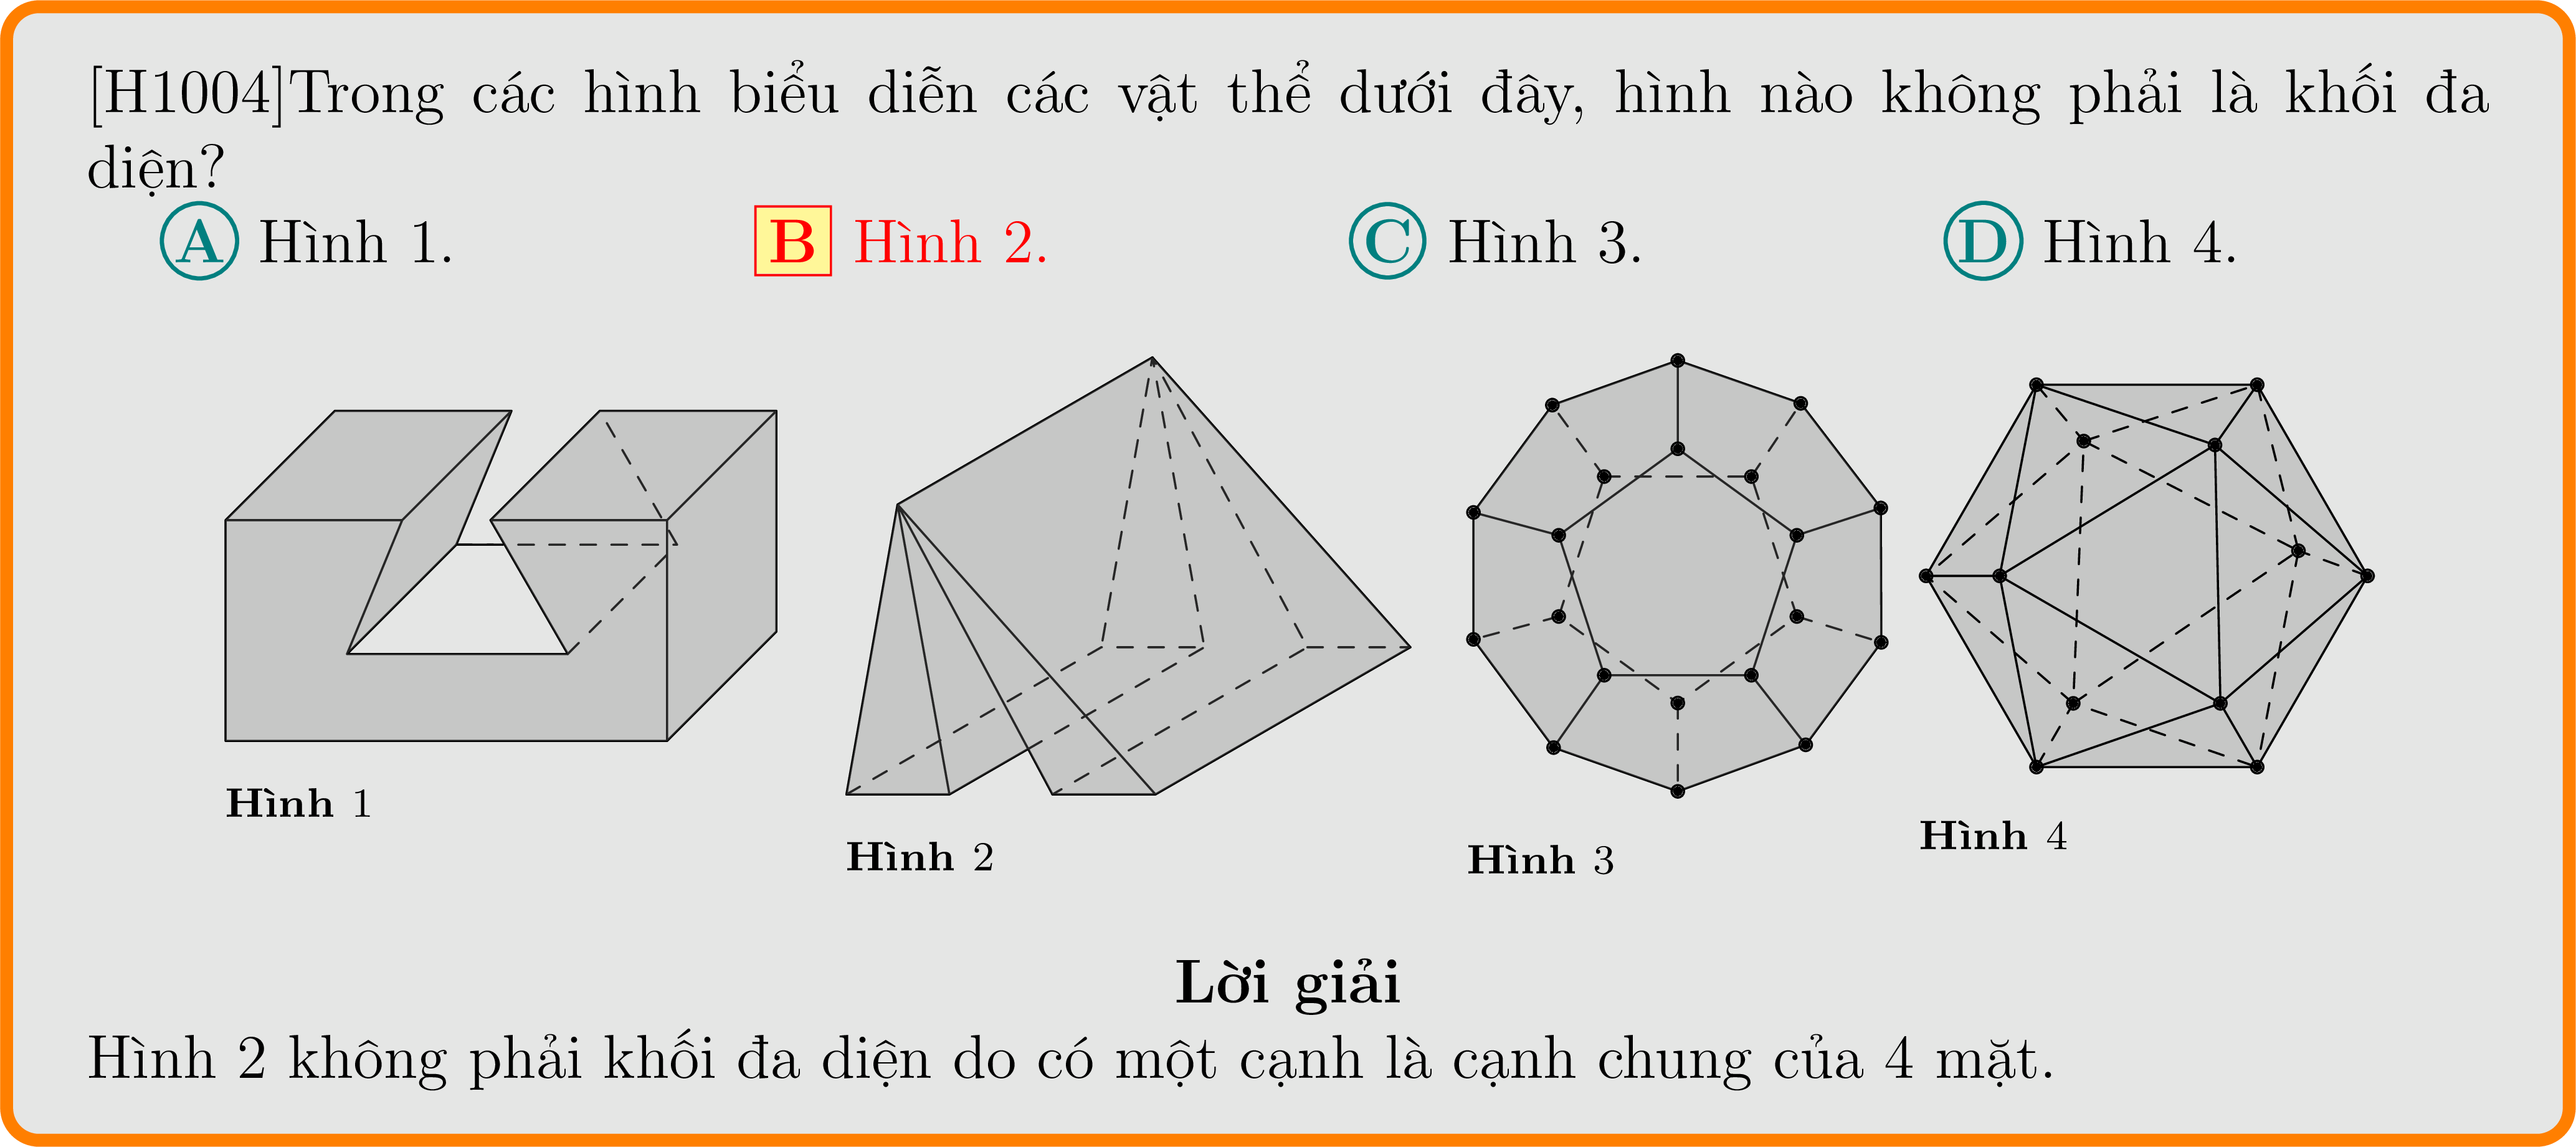 [H1004]Trong các hình biểu diễn các vật thể dưới đây, hình nào không phải là khối đa
diện?
A Hình 1. B Hình 2. C Hình 3. D Hình 4.
Hình 1
Hình 2
Hình 3
Hình 4
Lời giải
Hình 2 không phải khối đa diện do có một cạnh là cạnh chung của 4 mặt.